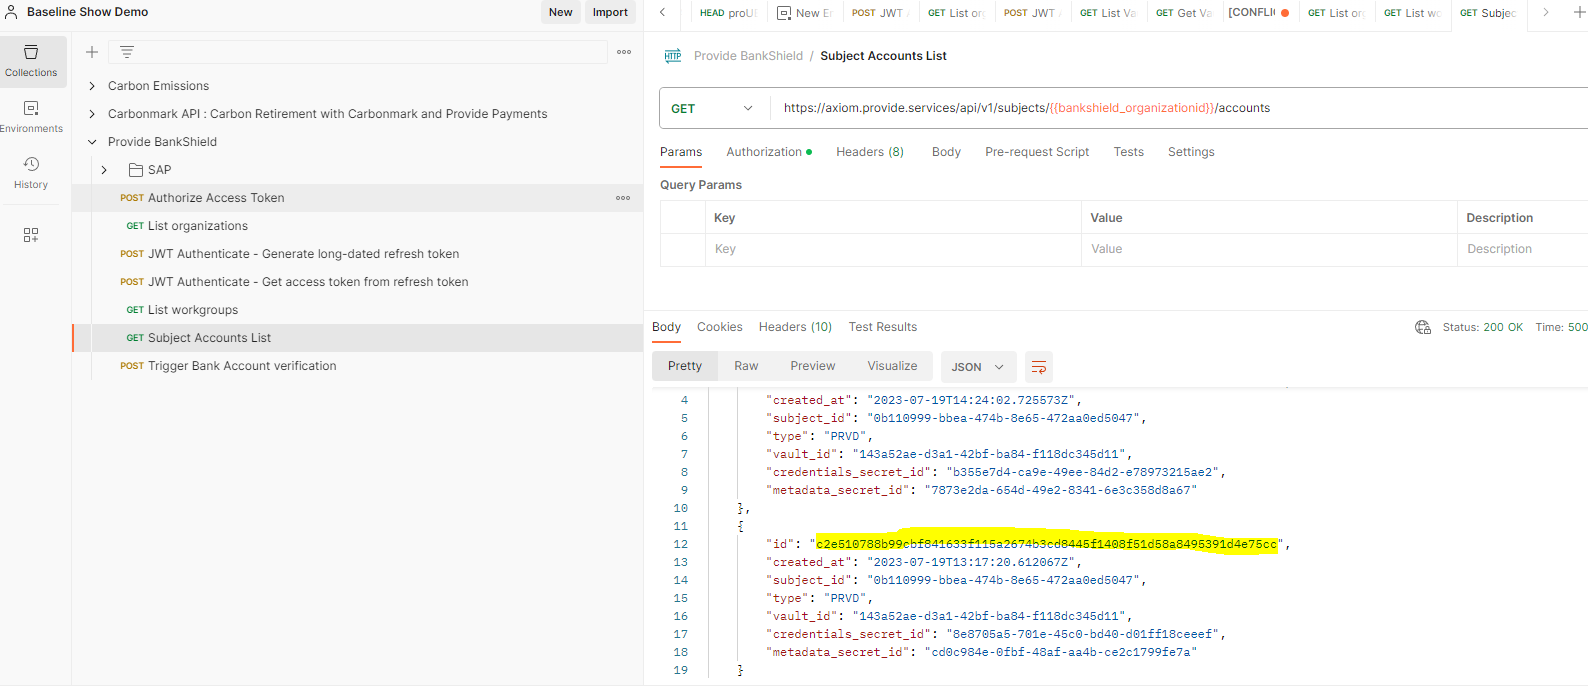 Baseline Show Demo
New
Import
HEAD proU
New En
POST JWT
GET List or
POST JWT
GET List Va
GET Get Va
[CONFLIC
GET List or
GET List wo
GET Subjec
Collections
Environments
History
Carbon Emissions
Carbonmark API : Carbon Retirement with Carbonmark and Provide Payments
Provide BankShield
SAP
POST Authorize Access Token
GET List organizations
POST JWT Authenticate - Generate long-dated refresh token
POST JWT Authenticate - Get access token from refresh token
GET List workgroups
GET Subject Accounts List
POST Trigger Bank Account verification
HTTP Provide BankShield / Subject Accounts List
GET https://axiom.provide.services/api/v1/subjects/{{bankshield_organizationid}}/accounts
Params Authorization Headers (8) Body Pre-request Script Tests Settings
Query Params
Key Value Description
Key Value Description
Body Cookies Headers (10) Test Results Status: 200 OK Time: 500
Pretty Raw Preview Visualize JSON
4 "created_at": "2023-07-19T14:24:02.725573Z",
5 "subject_id": "0b110999-bbea-474b-8e65-472aa0ed5047",
6 "type": "PRVD",
7 "vault_id": "143a52ae-d3a1-42bf-ba84-f118dc345d11",
8 "credentials_secret_id": "b355e7d4-ca9e-49ee-84d2-e78973215ae2",
9 "metadata_secret_id": "7873e2da-654d-49e2-8341-6e3c358d8a67"
10 },
11 {
12 "id": "c2e510788b99cbf841633f115a2674b3cd8445f1408f51d58a8495391d4e75cc",
13 "created_at": "2023-07-19T13:17:20.612067Z",
14 "subject_id": "0b110999-bbea-474b-8e65-472aa0ed5047",
15 "type": "PRVD",
16 "vault_id": "143a52ae-d3a1-42bf-ba84-f118dc345d11",
17 "credentials_secret_id": "8e8705a5-701e-45c0-bd40-d01ff18ceeef",
18 "metadata_secret_id": "cd0c984e-0fbf-48af-aa4b-ce2c1799fe7a"
19 }